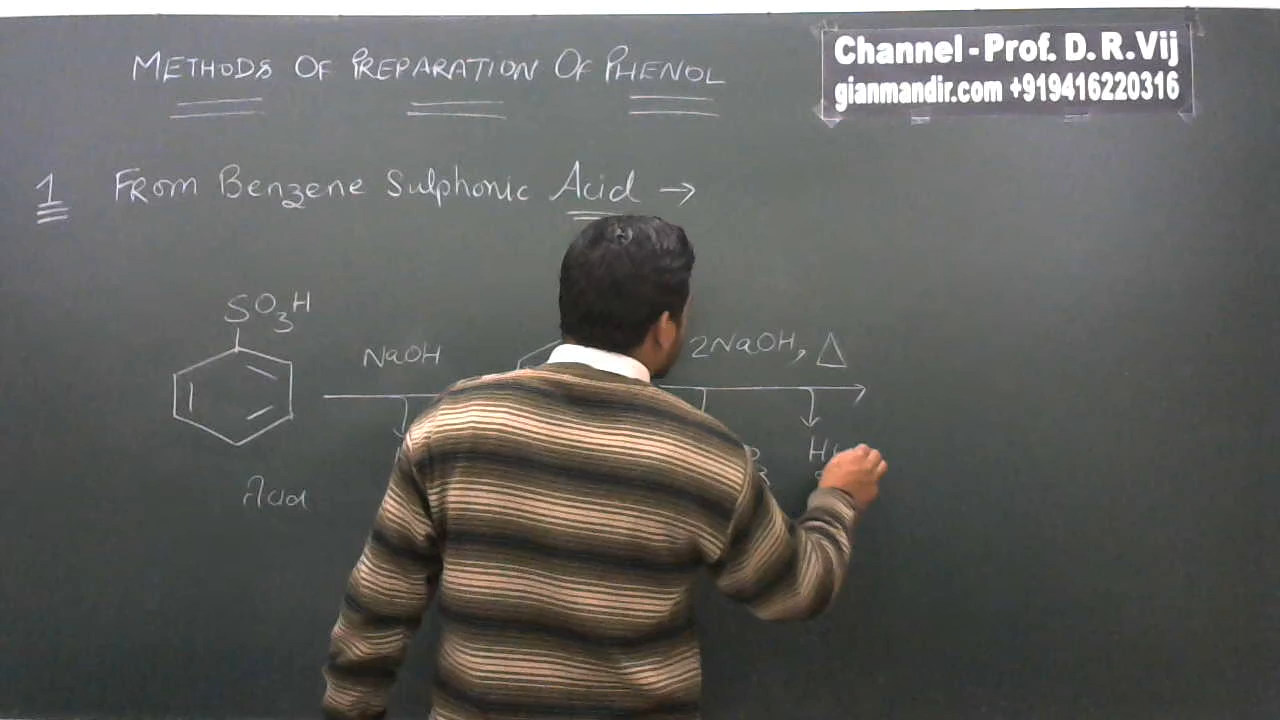 METHODS OF PREPARATION OF PHENOL
Channel - Prof. D. R. Vij
gianmandir.com +919416220316
1 FROM Benzene Sulphonic Acid →
SO3H
NaOH
2NaOH, Δ
Acid